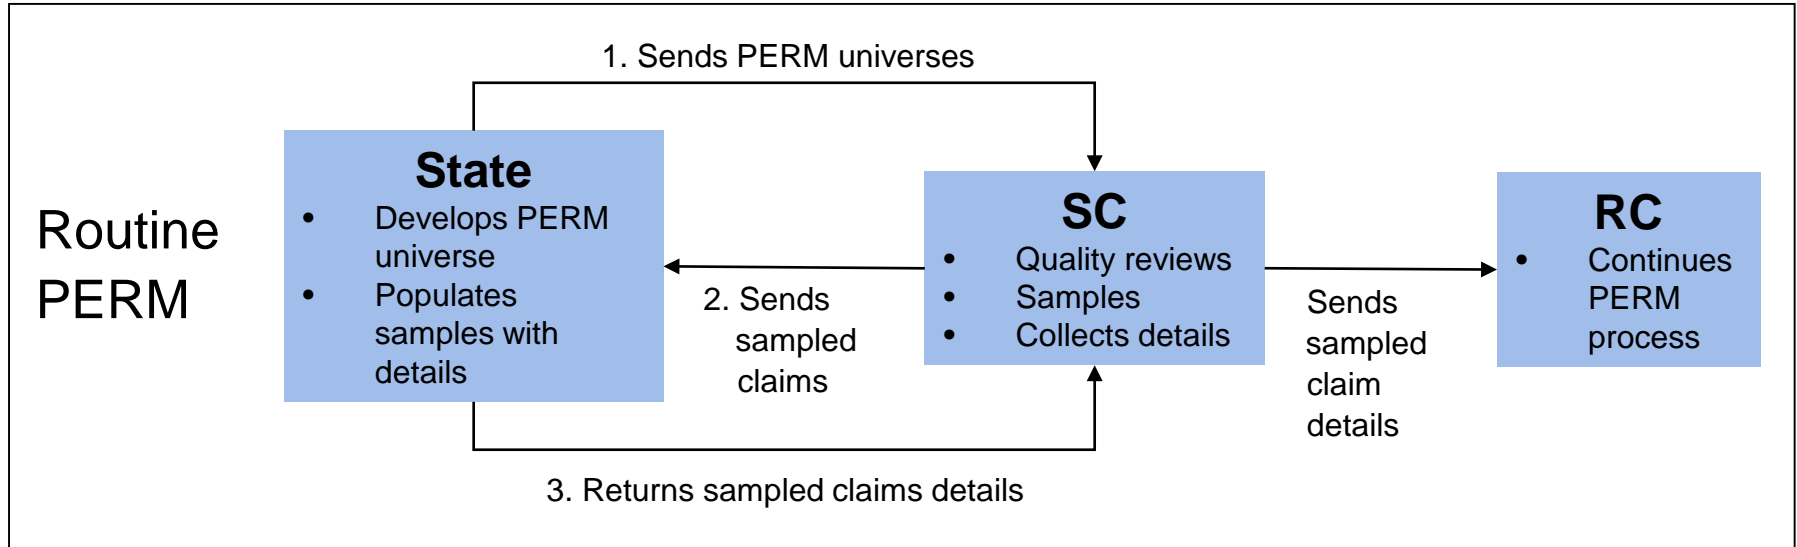 1. Sends PERM universes
Routine
PERM
State
• Develops PERM
universe
• Populates
samples with
details
2. Sends
sampled
claims
SC
• Quality reviews
• Samples
• Collects details
Sends
sampled
claim
details
RC
• Continues
PERM
process
3. Returns sampled claims details